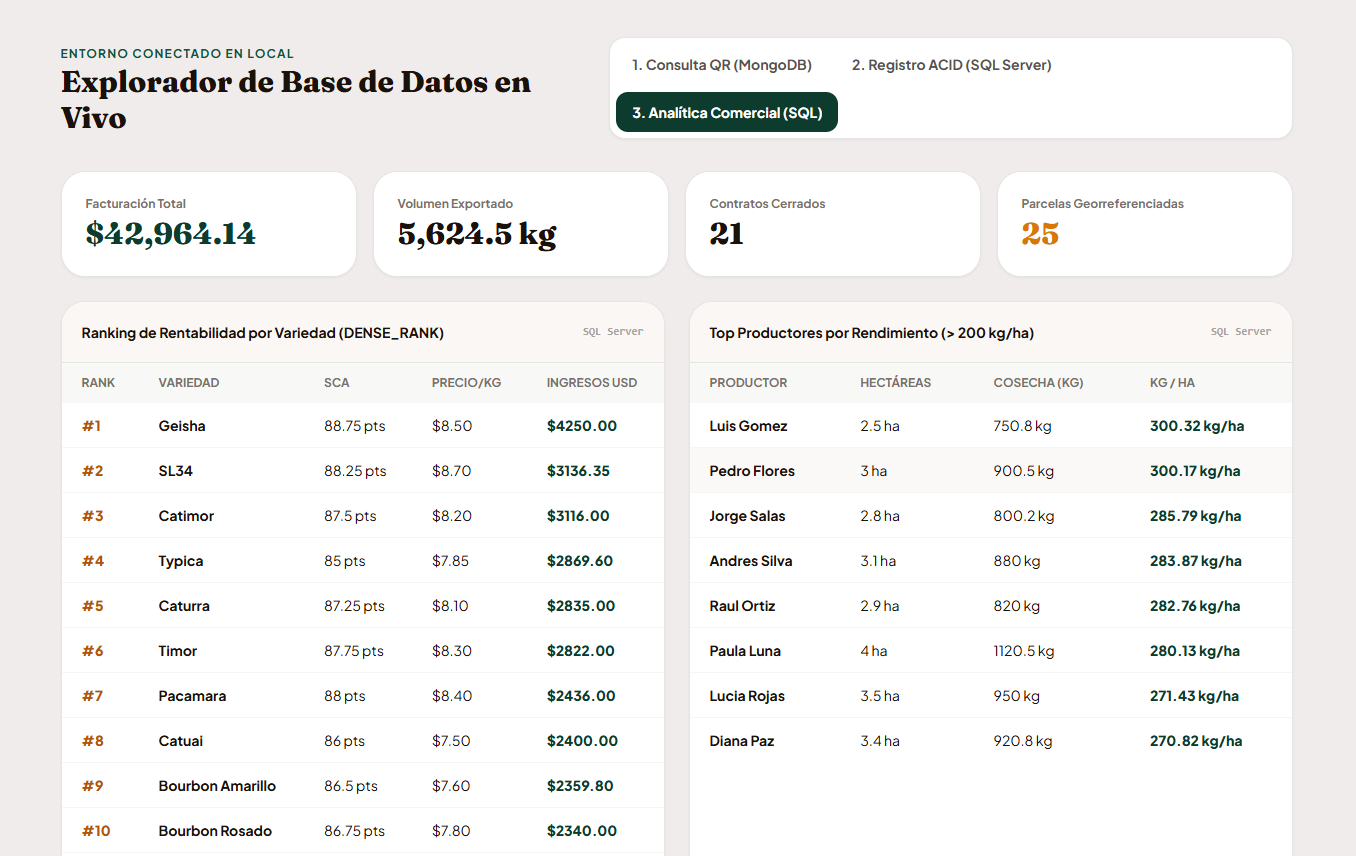 ENTORNO CONECTADO EN LOCAL
Explorador de Base de Datos en
Vivo
1. Consulta QR (MongoDB)
2. Registro ACID (SQL Server)
3. Analítica Comercial (SQL)
Facturación Total
$42,964.14
Volumen Exportado
5,624.5 kg
Contratos Cerrados
21
Parcelas Georreferenciadas
25
Ranking de Rentabilidad por Variedad (DENSE_RANK) SQL Server
RANK VARIEDAD SCA PRECIO/KG INGRESOS USD
#1 Geisha 88.75 pts $8.50 $4250.00
#2 SL34 88.25 pts $8.70 $3136.35
#3 Catimor 87.5 pts $8.20 $3116.00
#4 Typica 85 pts $7.85 $2869.60
#5 Caturra 87.25 pts $8.10 $2835.00
#6 Timor 87.75 pts $8.30 $2822.00
#7 Pacamara 88 pts $8.40 $2436.00
#8 Catuai 86 pts $7.50 $2400.00
#9 Bourbon Amarillo 86.5 pts $7.60 $2359.80
#10 Bourbon Rosado 86.75 pts $7.80 $2340.00
Top Productores por Rendimiento (> 200 kg/ha) SQL Server
PRODUCTOR HECTÁREAS COSECHA (KG) KG / HA
Luis Gomez 2.5 ha 750.8 kg 300.32 kg/ha
Pedro Flores 3 ha 900.5 kg 300.17 kg/ha
Jorge Salas 2.8 ha 800.2 kg 285.79 kg/ha
Andres Silva 3.1 ha 880 kg 283.87 kg/ha
Raul Ortiz 2.9 ha 820 kg 282.76 kg/ha
Paula Luna 4 ha 1120.5 kg 280.13 kg/ha
Lucia Rojas 3.5 ha 950 kg 271.43 kg/ha
Diana Paz 3.4 ha 920.8 kg 270.82 kg/ha